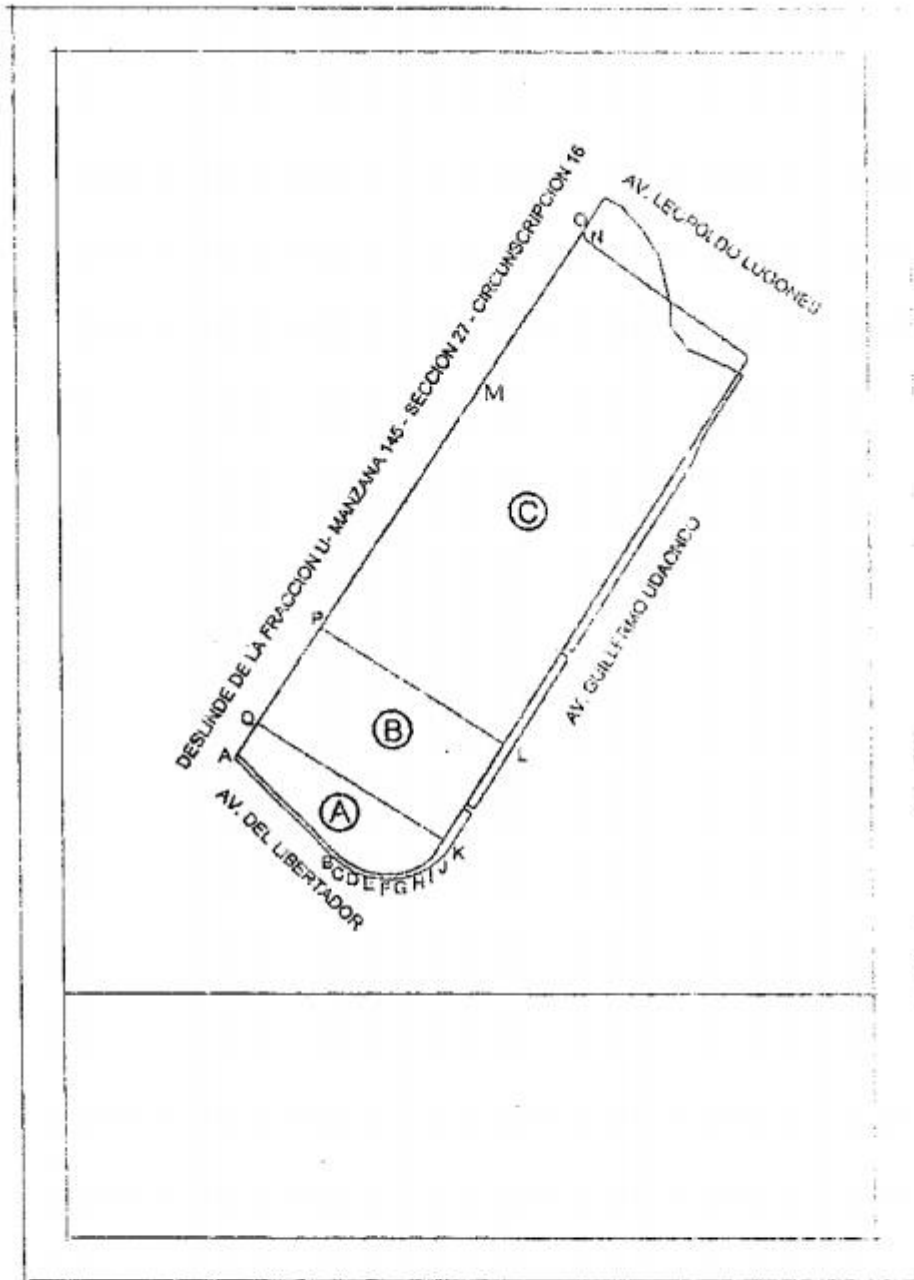 AV. LEOPOLDO LUGONES
O
N
DESLINDE DE LA FRACCION U- MANZANA 145 - SECCION 27 - CIRCUNSCRIPCION 16
M
C
AV. GUILLERMO UDAONDO
P
B
L
Q
A
A
AV. DEL LIBERTADOR
B C D E F G H I J K